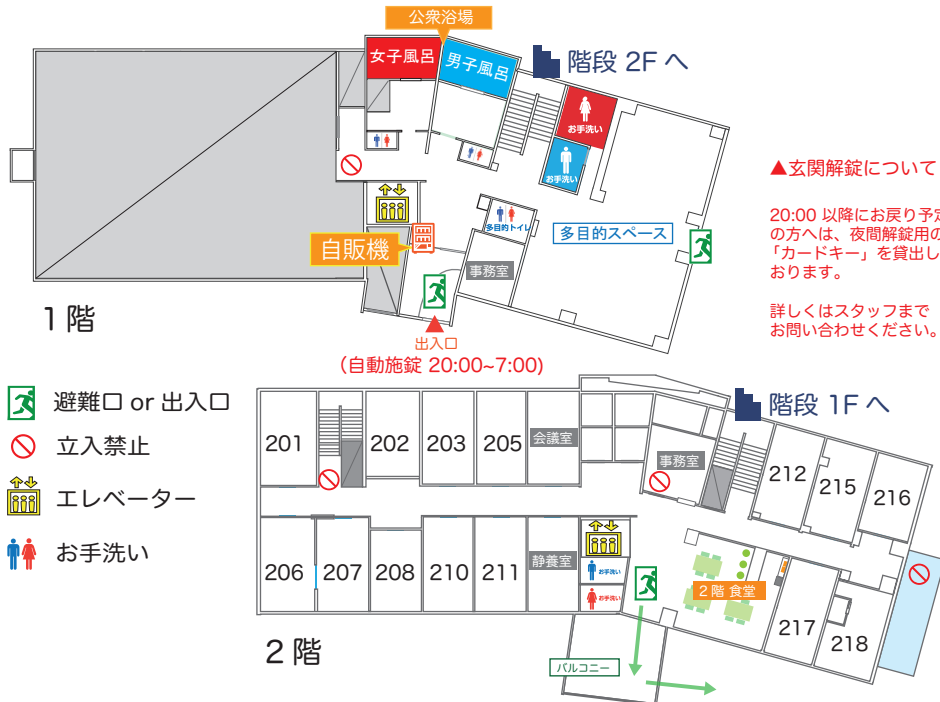 公衆浴場
女子風呂
男子風呂
階段 2F へ
お手洗い
お手洗い
多目的トイレ
多目的スペース
自販機
事務室
1 階
出入口
(自動施錠 20:00~7:00)
▲玄関解錠について
20:00 以降にお戻り予定
の方へは、夜間解錠用の
「カードキー」を貸出し
おります。
詳しくはスタッフまで
お問い合わせください。
避難口 or 出入口
立入禁止
エレベーター
お手洗い
階段 1F へ
201
202
203
205
会議室
事務室
212
215
216
206
207
208
210
211
静養室
お手洗い
お手洗い
2 階 食堂
217
218
バルコニー
2 階